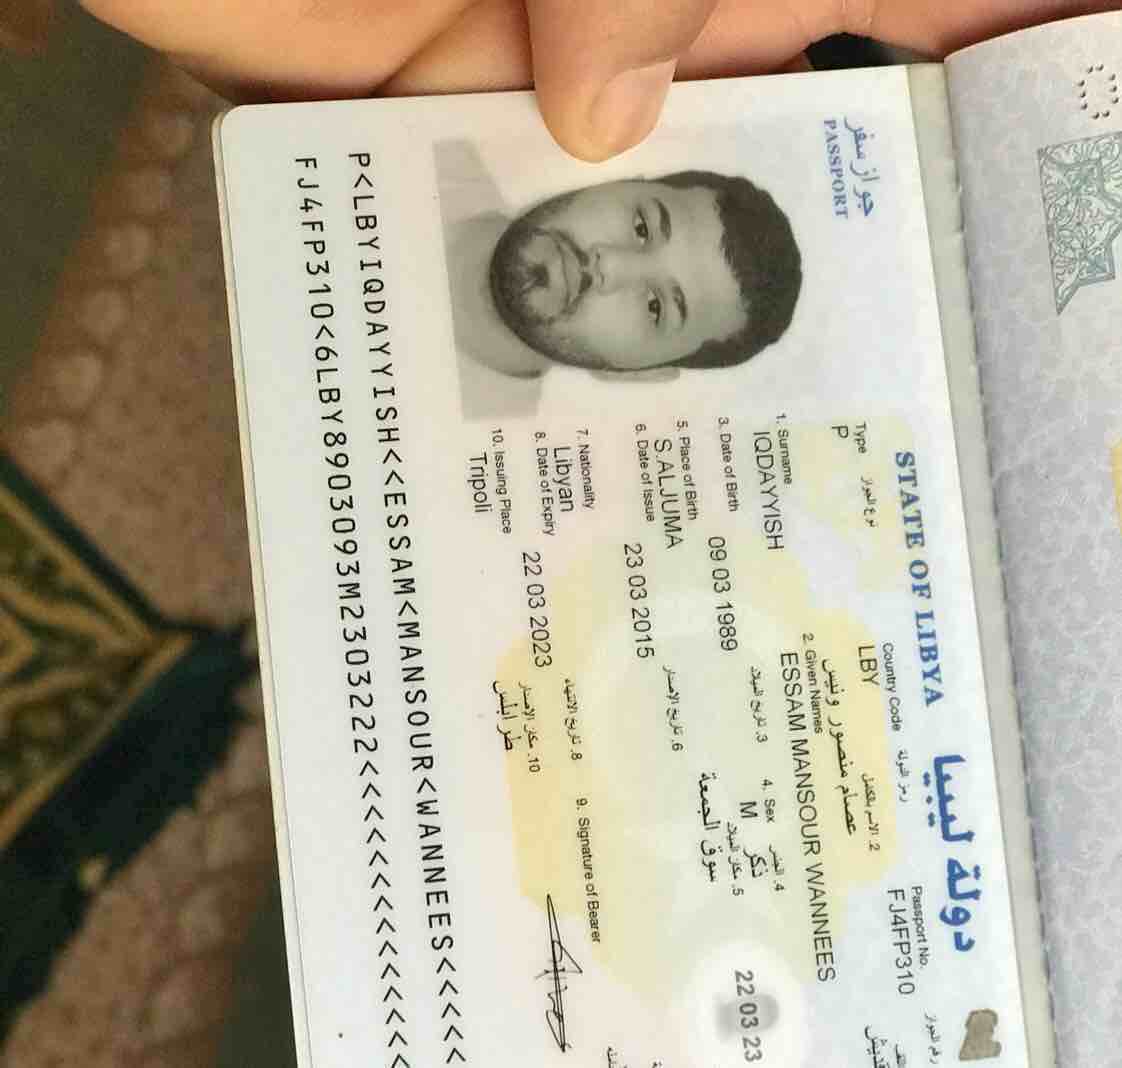 جواز سفر
PASSPORT
STATE OF LIBYA دولة ليبيا
Type نوع الجواز
P
Country Code رمز الدولة
LBY
Passport No. رقم الجواز
FJ4FP310
1. Surname
IQDAYYISH
2. الاسم بالكامل
عصام منصور ونيس
2. Given Names
ESSAM MANSOUR WANNEES
3. Date of Birth
09 03 1989
3. تاريخ الميلاد
4. Sex 4. الجنس
M ذكر
5. Place of Birth
S.ALJUMA
5. مكان الميلاد
سوق الجمعة
22 03 23
6. Date of Issue
23 03 2015
6. تاريخ الاصدار
7. Nationality
Libyan
8. Date of Expiry
22 03 2023
8. تاريخ الانتهاء
9. Signature of Bearer
10. Issuing Place
Tripoli
10. مكان الاصدار
طرابلس
P<LBYIQDAYYISH<<ESSAM<MANSOUR<WANNEES<<<<<
FJ4FP310<6LBY8903093M2303222<<<<<<<<<<<<<<